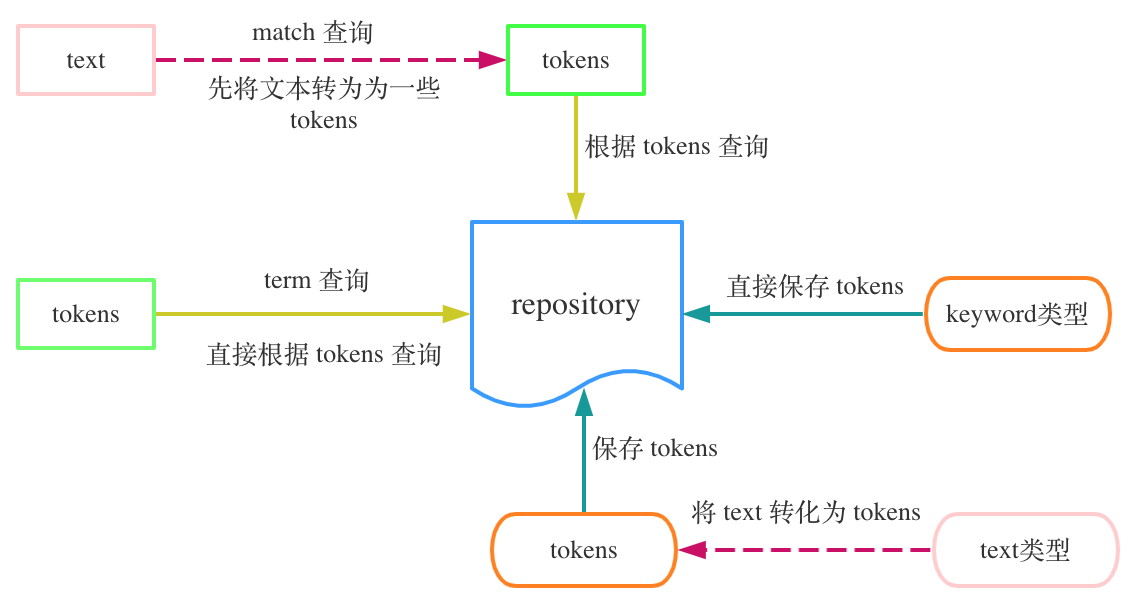 text
match 查询
先将文本转为为一些
tokens
tokens
根据 tokens 查询
tokens
term 查询
直接根据 tokens 查询
repository
直接保存 tokens
keyword类型
保存 tokens
tokens
将 text 转化为 tokens
text类型